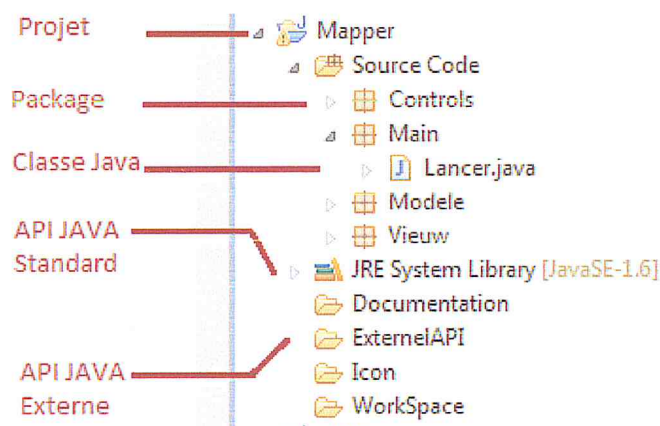 Projet
Mapper
Source Code
Package
Controls
Main
Classe Java
Lancer.java
Modele
API JAVA
Standard
Vieuw
JRE System Library [JavaSE-1.6]
Documentation
ExternelAPI
API JAVA
Externe
Icon
WorkSpace